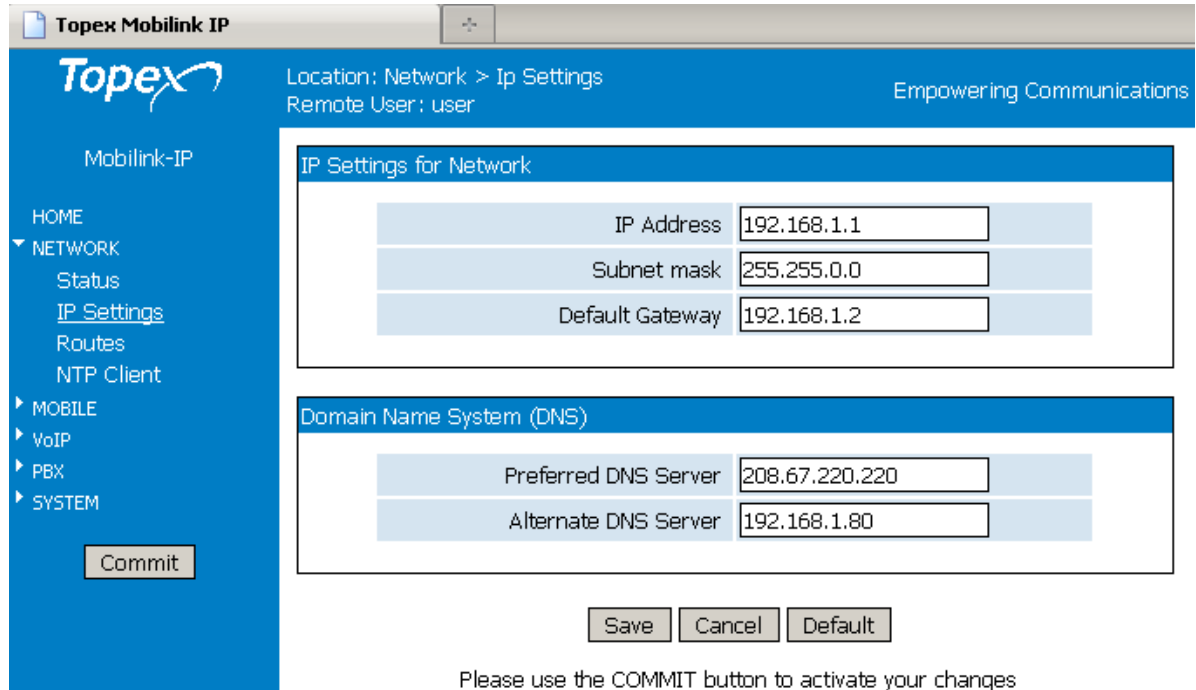 Topex Mobilink IP
Topex
Location: Network > Ip Settings
Remote User: user
Empowering Communications
Mobilink-IP
HOME
NETWORK
Status
IP Settings
Routes
NTP Client
MOBILE
VoIP
PBX
SYSTEM
Commit
IP Settings for Network
IP Address 192.168.1.1
Subnet mask 255.255.0.0
Default Gateway 192.168.1.2
Domain Name System (DNS)
Preferred DNS Server 208.67.220.220
Alternate DNS Server 192.168.1.80
Save Cancel Default
Please use the COMMIT button to activate your changes